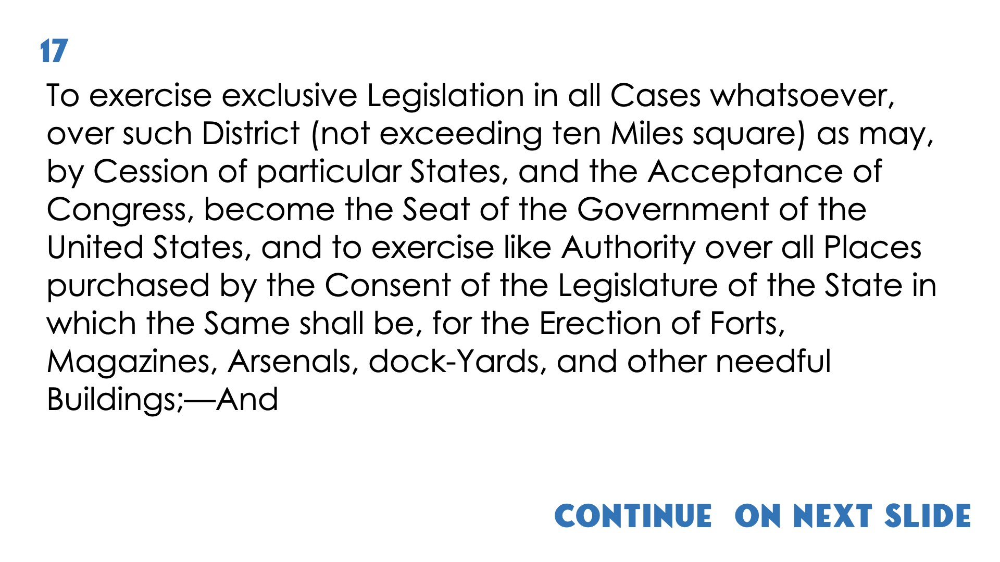 17
To exercise exclusive Legislation in all Cases whatsoever,
over such District (not exceeding ten Miles square) as may,
by Cession of particular States, and the Acceptance of
Congress, become the Seat of the Government of the
United States, and to exercise like Authority over all Places
purchased by the Consent of the Legislature of the State in
which the Same shall be, for the Erection of Forts,
Magazines, Arsenals, dock-Yards, and other needful
Buildings;—And
CONTINUE ON NEXT SLIDE